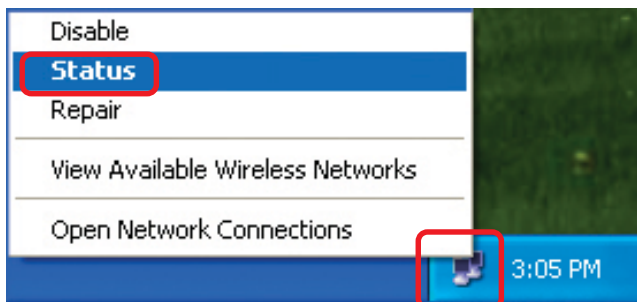 Disable
Status
Repair
View Available Wireless Networks
Open Network Connections
3:05 PM